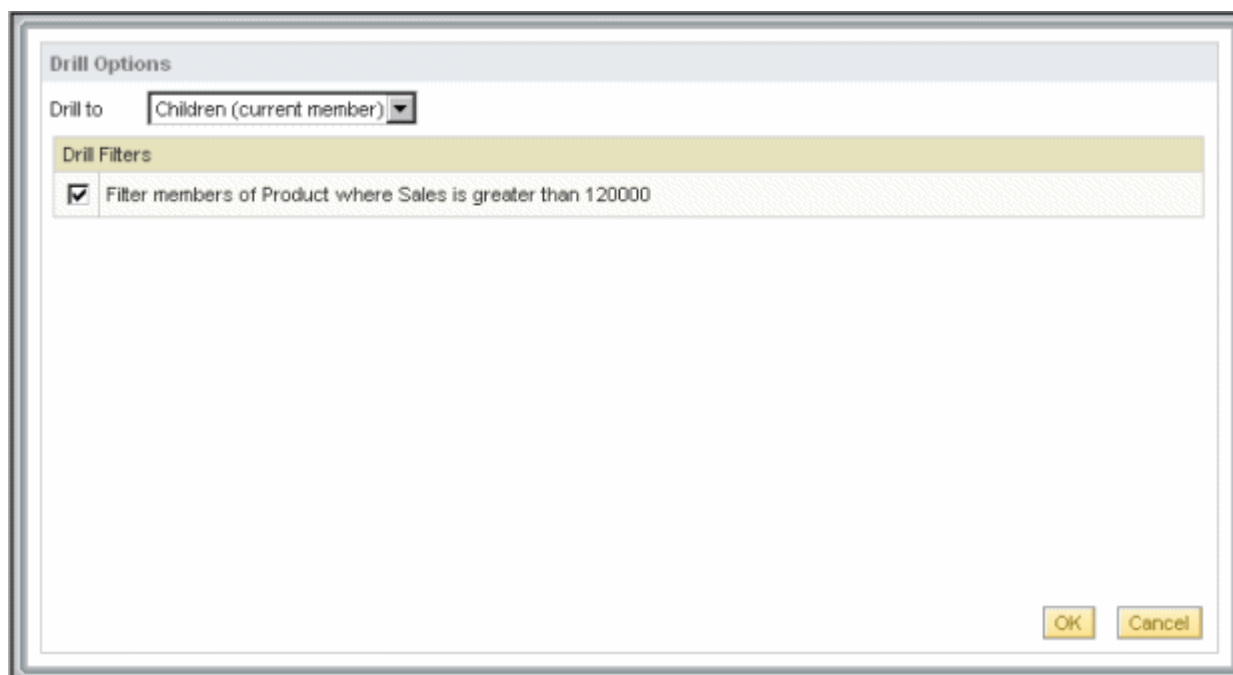 Drill Options
Drill to Children (current member)
Drill Filters
Filter members of Product where Sales is greater than 120000
OK Cancel